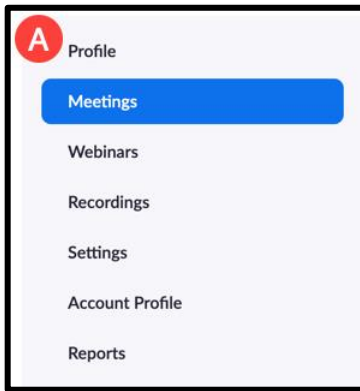 A
Profile
Meetings
Webinars
Recordings
Settings
Account Profile
Reports